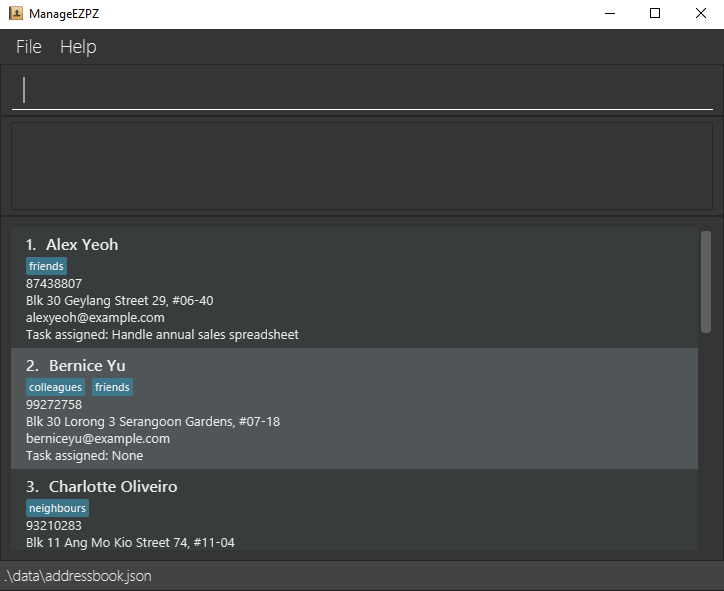 ManageEZPZ
File Help
1. Alex Yeoh
friends
87438807
Blk 30 Geylang Street 29, #06-40
alexyeoh@example.com
Task assigned: Handle annual sales spreadsheet
2. Bernice Yu
colleagues friends
99272758
Blk 30 Lorong 3 Serangoon Gardens, #07-18
berniceyu@example.com
Task assigned: None
3. Charlotte Oliveiro
neighbours
93210283
Blk 11 Ang Mo Kio Street 74, #11-04
.\data\addressbook.json